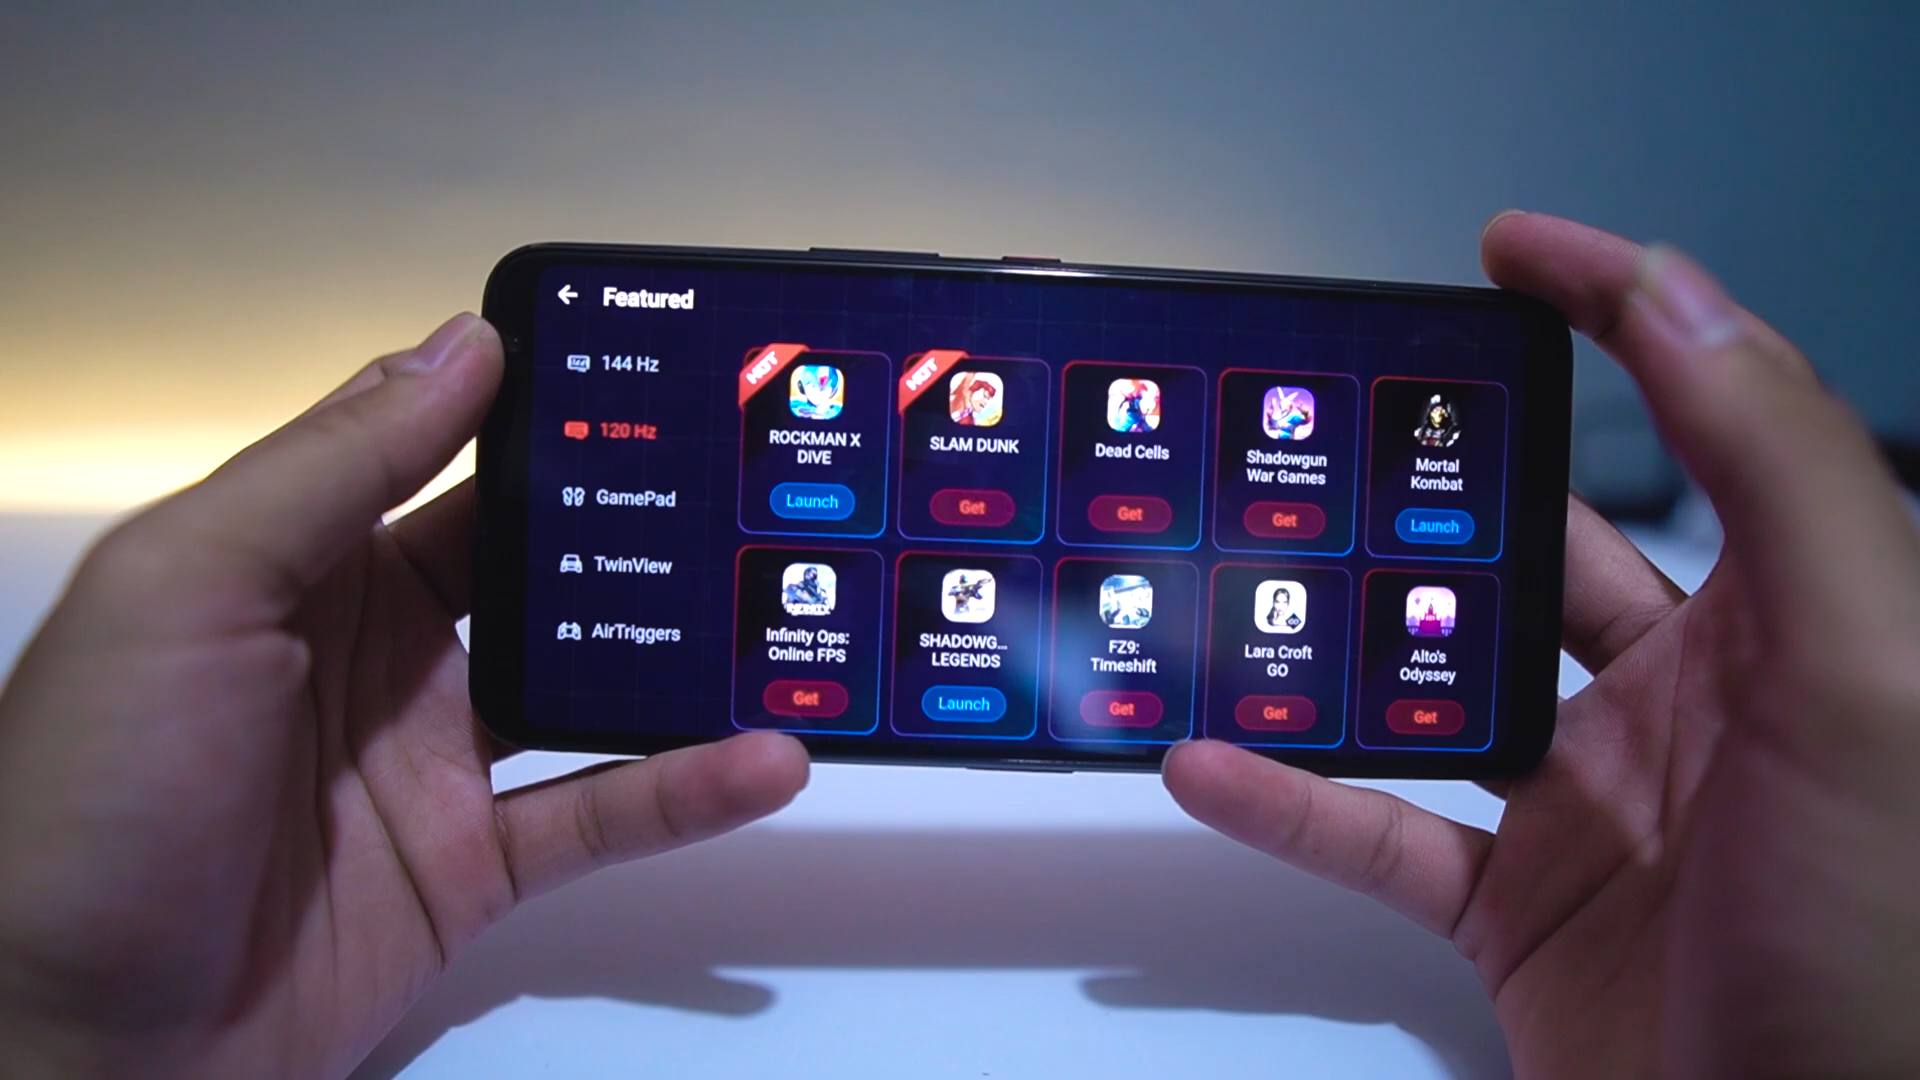 Featured
144 Hz
120 Hz
GamePad
TwinView
AirTriggers
HOT
ROCKMAN X
DIVE
Launch
HOT
SLAM DUNK
Get
Dead Cells
Get
Shadowgun
War Games
Get
Mortal
Kombat
Launch
Infinity Ops:
Online FPS
Get
SHADOWG...
LEGENDS
Launch
FZ9:
Timeshift
Get
Lara Croft
GO
Get
Alto's
Odyssey
Get